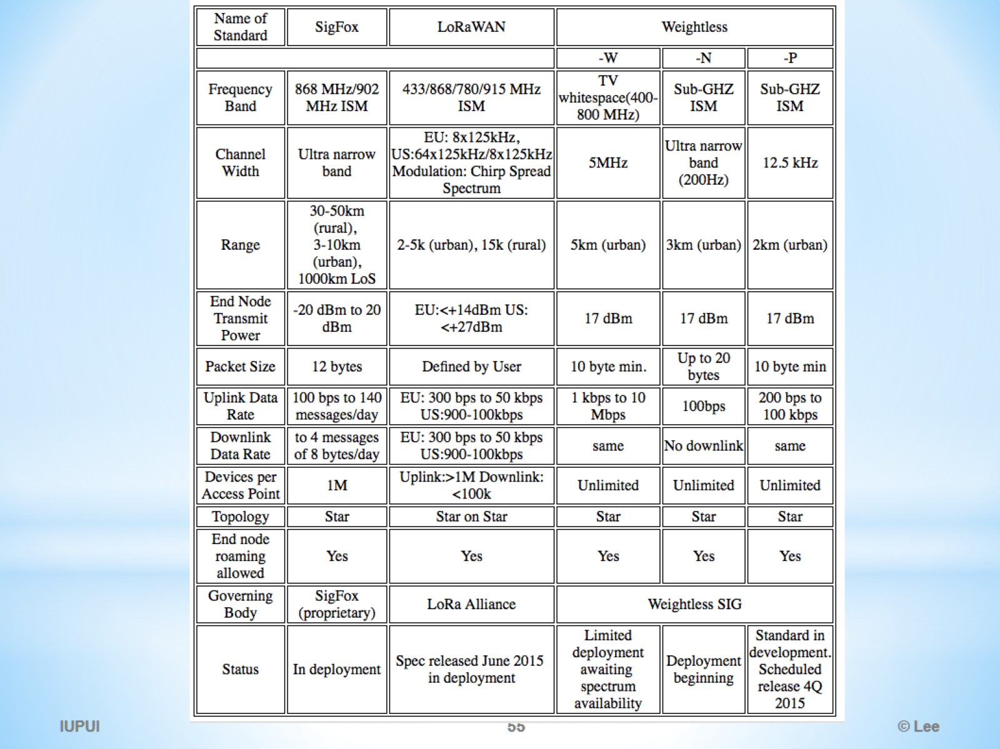 Name of
Standard
SigFox
LoRaWAN
Weightless
-W
-N
-P
Frequency
Band
868 MHz/902
MHz ISM
433/868/780/915 MHz
ISM
TV
whitespace(400-
800 MHz)
Sub-GHZ
ISM
Sub-GHZ
ISM
Channel
Width
Ultra narrow
band
EU: 8x125kHz,
US:64x125kHz/8x125kHz
Modulation: Chirp Spread
Spectrum
5MHz
Ultra narrow
band
(200Hz)
12.5 kHz
Range
30-50km
(rural),
3-10km
(urban),
1000km LoS
2-5k (urban), 15k (rural)
5km (urban)
3km (urban)
2km (urban)
End Node
Transmit
Power
-20 dBm to 20
dBm
EU:<+14dBm US:
<+27dBm
17 dBm
17 dBm
17 dBm
Packet Size
12 bytes
Defined by User
10 byte min.
Up to 20
bytes
10 byte min
Uplink Data
Rate
100 bps to 140
messages/day
EU: 300 bps to 50 kbps
US:900-100kbps
1 kbps to 10
Mbps
100bps
200 bps to
100 kbps
Downlink
Data Rate
to 4 messages
of 8 bytes/day
EU: 300 bps to 50 kbps
US:900-100kbps
same
No downlink
same
Devices per
Access Point
1M
Uplink:>1M Downlink:
<100k
Unlimited
Unlimited
Unlimited
Topology
Star
Star on Star
Star
Star
Star
End node
roaming
allowed
Yes
Yes
Yes
Yes
Yes
Governing
Body
SigFox
(proprietary)
LoRa Alliance
Weightless SIG
Status
In deployment
Spec released June 2015
in deployment
Limited
deployment
awaiting
spectrum
availability
Deployment
beginning
Standard in
development.
Scheduled
release 4Q
2015
IUPUI
55
© Lee